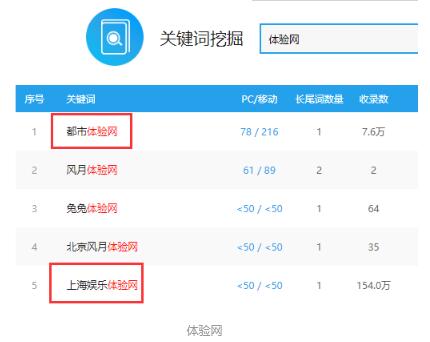 关键词挖掘 体验网
序号 关键词 PC/移动 长尾词数量 收录数
1 都市体验网 78 / 216 1 7.6万
2 风月体验网 61 / 89 2 2
3 兔兔体验网 <50 / <50 1 64
4 北京风月体验网 <50 / <50 1 35
5 上海娱乐体验网 <50 / <50 1 154.0万
体验网